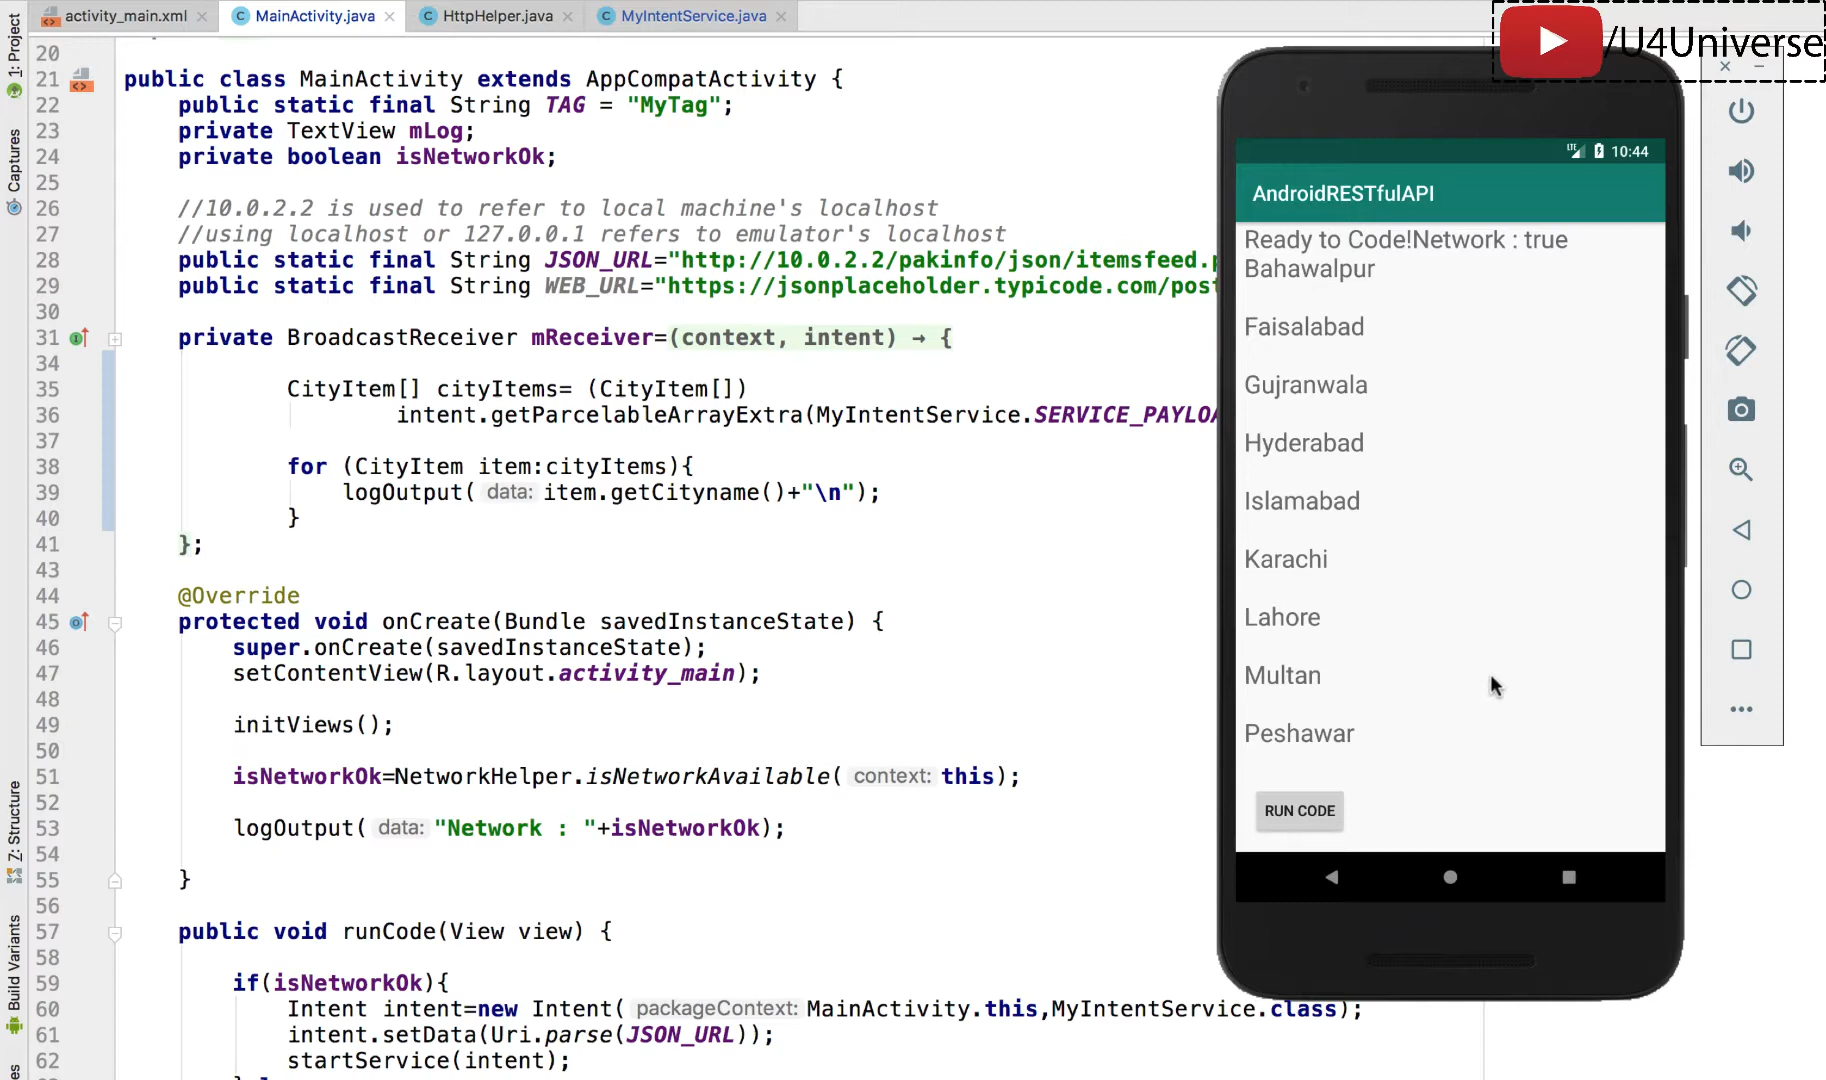 activity_main.xml
MainActivity.java
HttpHelper.java
MyIntentService.java
/U4Universe
1: Project
Captures
Z: Structure
Build Variants
20
21 public class MainActivity extends AppCompatActivity {
22 public static final String TAG = "MyTag";
23 private TextView mLog;
24 private boolean isNetworkOk;
25
26 //10.0.2.2 is used to refer to local machine's localhost
27 //using localhost or 127.0.0.1 refers to emulator's localhost
28 public static final String JSON_URL="http://10.0.2.2/pakinfo/json/itemsfeed.p
29 public static final String WEB_URL="https://jsonplaceholder.typicode.com/post
30
31 private BroadcastReceiver mReceiver=(context, intent) → {
34
35 CityItem[] cityItems= (CityItem[])
36 intent.getParcelableArrayExtra(MyIntentService.SERVICE_PAYLOA
37
38 for (CityItem item:cityItems){
39 logOutput( data: item.getCityname()+"\n");
40 }
41 };
43
44 @Override
45 protected void onCreate(Bundle savedInstanceState) {
46 super.onCreate(savedInstanceState);
47 setContentView(R.layout.activity_main);
48
49 initViews();
50
51 isNetworkOk=NetworkHelper.isNetworkAvailable( context: this);
52
53 logOutput( data: "Network : "+isNetworkOk);
54
55 }
56
57 public void runCode(View view) {
58
59 if(isNetworkOk){
60 Intent intent=new Intent( packageContext: MainActivity.this,MyIntentService.class);
61 intent.setData(Uri.parse(JSON_URL));
62 startService(intent);
LTE 10:44
AndroidRESTfulAPI
Ready to Code!Network : true
Bahawalpur
Faisalabad
Gujranwala
Hyderabad
Islamabad
Karachi
Lahore
Multan
Peshawar
RUN CODE